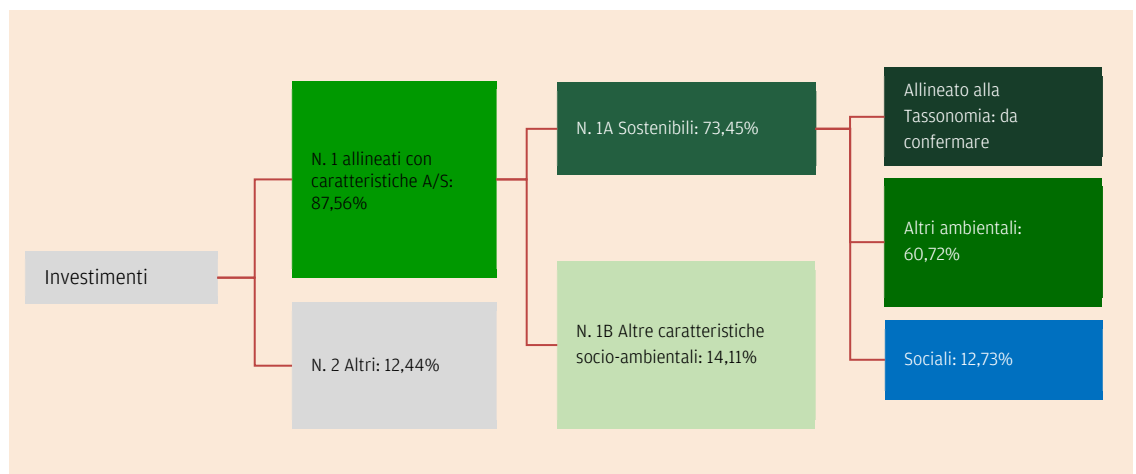 Investimenti
N. 1 allineati con
caratteristiche A/S:
87,56%
N. 2 Altri: 12,44%
N. 1A Sostenibili: 73,45%
N. 1B Altre caratteristiche
socio-ambientali: 14,11%
Allineato alla
Tassonomia: da
confermare
Altri ambientali:
60,72%
Sociali: 12,73%